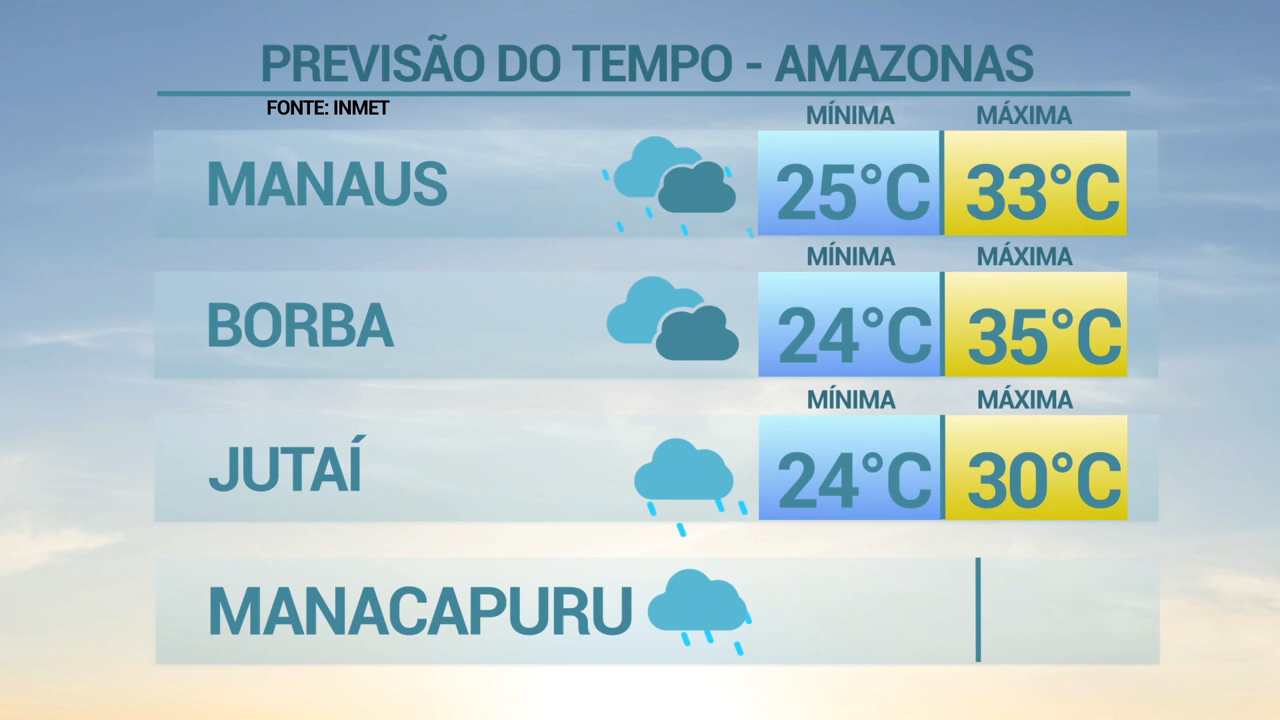 PREVISÃO DO TEMPO - AMAZONAS
FONTE: INMET
MÍNIMA MÁXIMA
MANAUS 25°C 33°C
MÍNIMA MÁXIMA
BORBA 24°C 35°C
MÍNIMA MÁXIMA
JUTAÍ 24°C 30°C
MANACAPURU